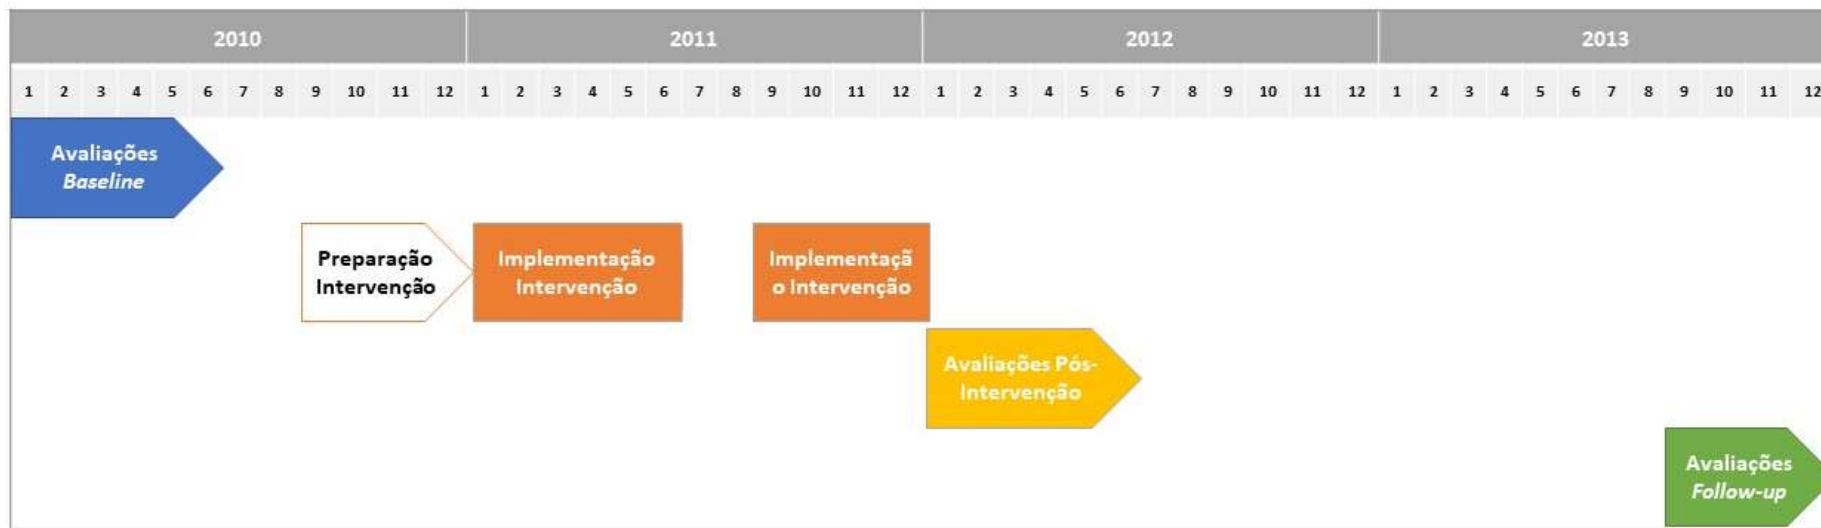 2010 2011 2012 2013
1 2 3 4 5 6 7 8 9 10 11 12 1 2 3 4 5 6 7 8 9 10 11 12 1 2 3 4 5 6 7 8 9 10 11 12 1 2 3 4 5 6 7 8 9 10 11 12
Avaliações
Baseline
Preparação
Intervenção
Implementação
Intervenção
Implementaçã
o Intervenção
Avaliações Pós-
Intervenção
Avaliações
Follow-up